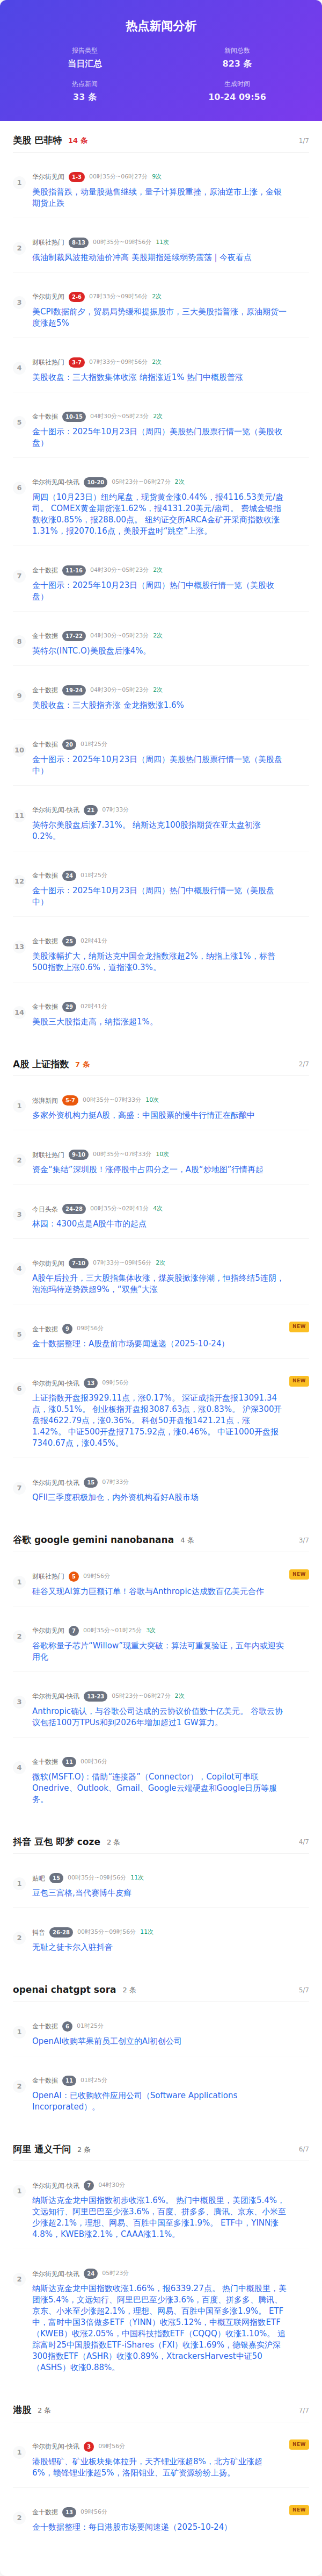 热点新闻分析
报告类型
新闻总数
当日汇总
823 条
热点新闻
生成时间
33 条
10-24 09:56
美股 巴菲特 14 条 1/7
1
华尔街见闻 1-3 00时35分~06时27分 9次
美股指普跌，动量股抛售继续，量子计算股重挫，原油逆市上涨，金银
期货止跌
2
财联社热门 8-13 00时35分~09时56分 11次
俄油制裁风波推动油价冲高 美股期指延续弱势震荡 | 今夜看点
3
华尔街见闻 2-6 07时33分~09时56分 2次
美CPI数据前夕，贸易局势缓和提振股市，三大美股指普涨，原油期货一
度涨超5%
4
财联社热门 3-7 07时33分~09时56分 2次
美股收盘：三大指数集体收涨 纳指涨近1% 热门中概股普涨
5
金十数据 10-15 04时30分~05时23分 2次
金十图示：2025年10月23日（周四）美股热门股票行情一览（美股收
盘）
6
华尔街见闻-快讯 10-20 05时23分~06时27分 2次
周四（10月23日）纽约尾盘，现货黄金涨0.44%，报4116.53美元/盎
司。 COMEX黄金期货涨1.62%，报4131.20美元/盎司。 费城金银指
数收涨0.85%，报288.00点。 纽约证交所ARCA金矿开采商指数收涨
1.31%，报2070.16点，美股开盘时“跳空”上涨。
7
金十数据 11-16 04时30分~05时23分 2次
金十图示：2025年10月23日（周四）热门中概股行情一览（美股收
盘）
8
金十数据 17-22 04时30分~05时23分 2次
英特尔(INTC.O)美股盘后涨4%。
9
金十数据 19-24 04时30分~05时23分 2次
美股收盘：三大股指齐涨 金龙指数涨1.6%
10
金十数据 20 01时25分
金十图示：2025年10月23日（周四）美股热门股票行情一览（美股盘
中）
11
华尔街见闻-快讯 21 07时33分
英特尔美股盘后涨7.31%。 纳斯达克100股指期货在亚太盘初涨
0.2%。
12
金十数据 24 01时25分
金十图示：2025年10月23日（周四）热门中概股行情一览（美股盘
中）
13
金十数据 25 02时41分
美股涨幅扩大，纳斯达克中国金龙指数涨超2%，纳指上涨1%，标普
500指数上涨0.6%，道指涨0.3%。
14
金十数据 29 02时41分
美股三大股指走高，纳指涨超1%。
A股 上证指数 7 条 2/7
1
澎湃新闻 5-7 00时35分~07时33分 10次
多家外资机构力挺A股，高盛：中国股票的慢牛行情正在酝酿中
2
财联社热门 9-10 00时35分~07时33分 10次
资金“集结”深圳股！涨停股中占四分之一，A股“炒地图”行情再起
3
今日头条 24-28 00时35分~02时41分 4次
林园：4300点是A股牛市的起点
4
华尔街见闻 7-10 07时33分~09时56分 2次
A股午后拉升，三大股指集体收涨，煤炭股掀涨停潮，恒指终结5连阴，
泡泡玛特逆势跌超9%，“双焦”大涨
5
金十数据 9 09时56分 NEW
金十数据整理：A股盘前市场要闻速递（2025-10-24）
6
华尔街见闻-快讯 13 09时56分 NEW
上证指数开盘报3929.11点，涨0.17%。 深证成指开盘报13091.34
点，涨0.51%。 创业板指开盘报3087.63点，涨0.83%。 沪深300开
盘报4622.79点，涨0.36%。 科创50开盘报1421.21点，涨
1.42%。 中证500开盘报7175.92点，涨0.46%。 中证1000开盘报
7340.67点，涨0.45%。
7
华尔街见闻-快讯 15 07时33分
QFII三季度积极加仓，内外资机构看好A股市场
谷歌 google gemini nanobanana 4 条 3/7
1
财联社热门 5 09时56分 NEW
硅谷又现AI算力巨额订单！谷歌与Anthropic达成数百亿美元合作
2
华尔街见闻 7 00时35分~01时25分 3次
谷歌称量子芯片“Willow”现重大突破：算法可重复验证，五年内或迎实
用化
3
华尔街见闻-快讯 13-23 05时23分~06时27分 2次
Anthropic确认，与谷歌公司达成的云协议价值数十亿美元。 谷歌云协
议包括100万TPUs和到2026年增加超过1 GW算力。
4
金十数据 11 00时36分
微软(MSFT.O)：借助“连接器”（Connector），Copilot可串联
Onedrive、Outlook、Gmail、Google云端硬盘和Google日历等服
务。
抖音 豆包 即梦 coze 2 条 4/7
1
贴吧 15 00时35分~09时56分 11次
豆包三宫格,当代赛博牛皮癣
2
抖音 26-28 00时35分~09时56分 11次
无耻之徒卡尔入驻抖音
openai chatgpt sora 2 条 5/7
1
金十数据 6 01时25分
OpenAI收购苹果前员工创立的AI初创公司
2
金十数据 11 01时25分
OpenAI：已收购软件应用公司（Software Applications
Incorporated）。
阿里 通义千问 2 条 6/7
1
华尔街见闻-快讯 7 04时30分
纳斯达克金龙中国指数初步收涨1.6%。 热门中概股里，美团涨5.4%，
文远知行、阿里巴巴至少涨3.6%，百度、拼多多、腾讯、京东、小米至
少涨超2.1%，理想、网易、百胜中国至多涨1.9%。 ETF中，YINN涨
4.8%，KWEB涨2.1%，CAAA涨1.1%。
2
华尔街见闻-快讯 24 05时23分
纳斯达克金龙中国指数收涨1.66%，报6339.27点。 热门中概股里，美
团涨5.4%，文远知行、阿里巴巴至少涨3.6%，百度、拼多多、腾讯、
京东、小米至少涨超2.1%，理想、网易、百胜中国至多涨1.9%。 ETF
中，富时中国3倍做多ETF（YINN）收涨5.12%，中概互联网指数ETF
（KWEB）收涨2.05%，中国科技指数ETF（CQQQ）收涨1.10%。 追
踪富时25中国股指数ETF-iShares（FXI）收涨1.69%，德银嘉实沪深
300指数ETF（ASHR）收涨0.89%，XtrackersHarvest中证50
（ASHS）收涨0.88%。
港股 2 条 7/7
1
华尔街见闻-快讯 3 09时56分 NEW
港股锂矿、矿业板块集体拉升，天齐锂业涨超8%，北方矿业涨超
6%，赣锋锂业涨超5%，洛阳钼业、五矿资源纷纷上扬。
2
金十数据 13 09时56分 NEW
金十数据整理：每日港股市场要闻速递（2025-10-24）